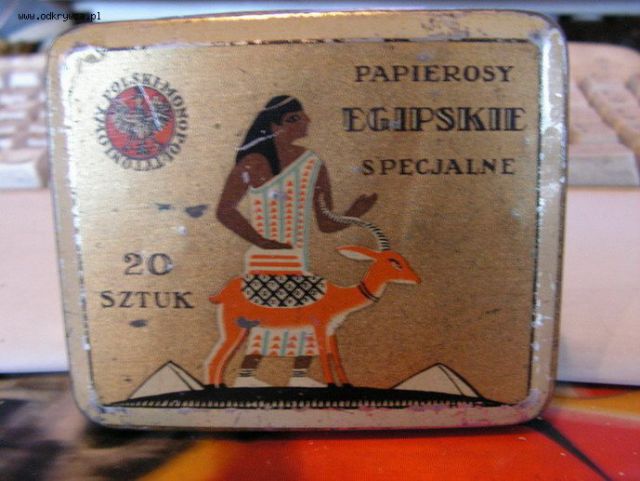 www.odkrywca.pl
POLSKI MONOPOL TYTONIOWY
PAPIEROSY
EGIPSKIE
SPECJALNE
20
SZTUK